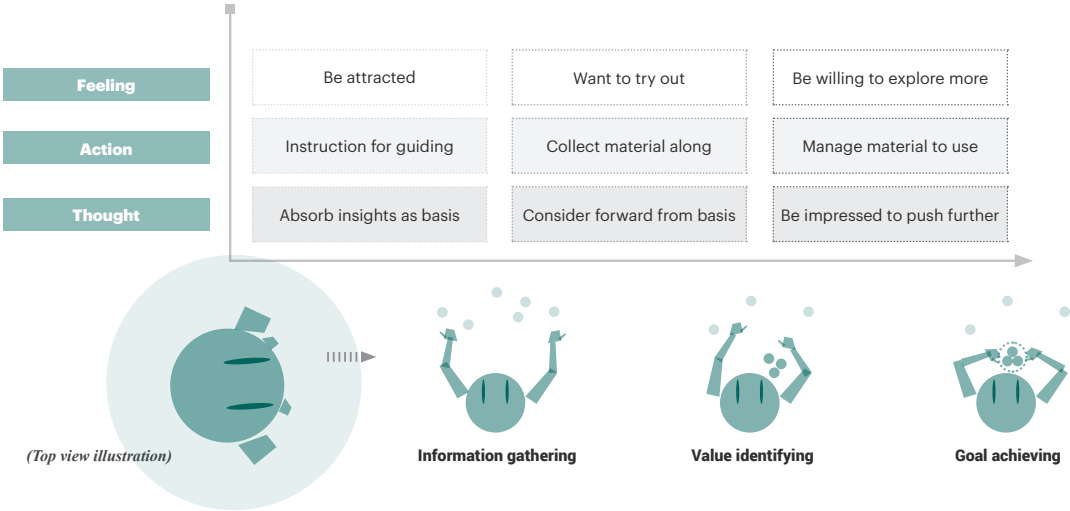 Feeling
Be attracted
Want to try out
Be willing to explore more
Action
Instruction for guiding
Collect material along
Manage material to use
Thought
Absorb insights as basis
Consider forward from basis
Be impressed to push further
(Top view illustration)
Information gathering
Value identifying
Goal achieving